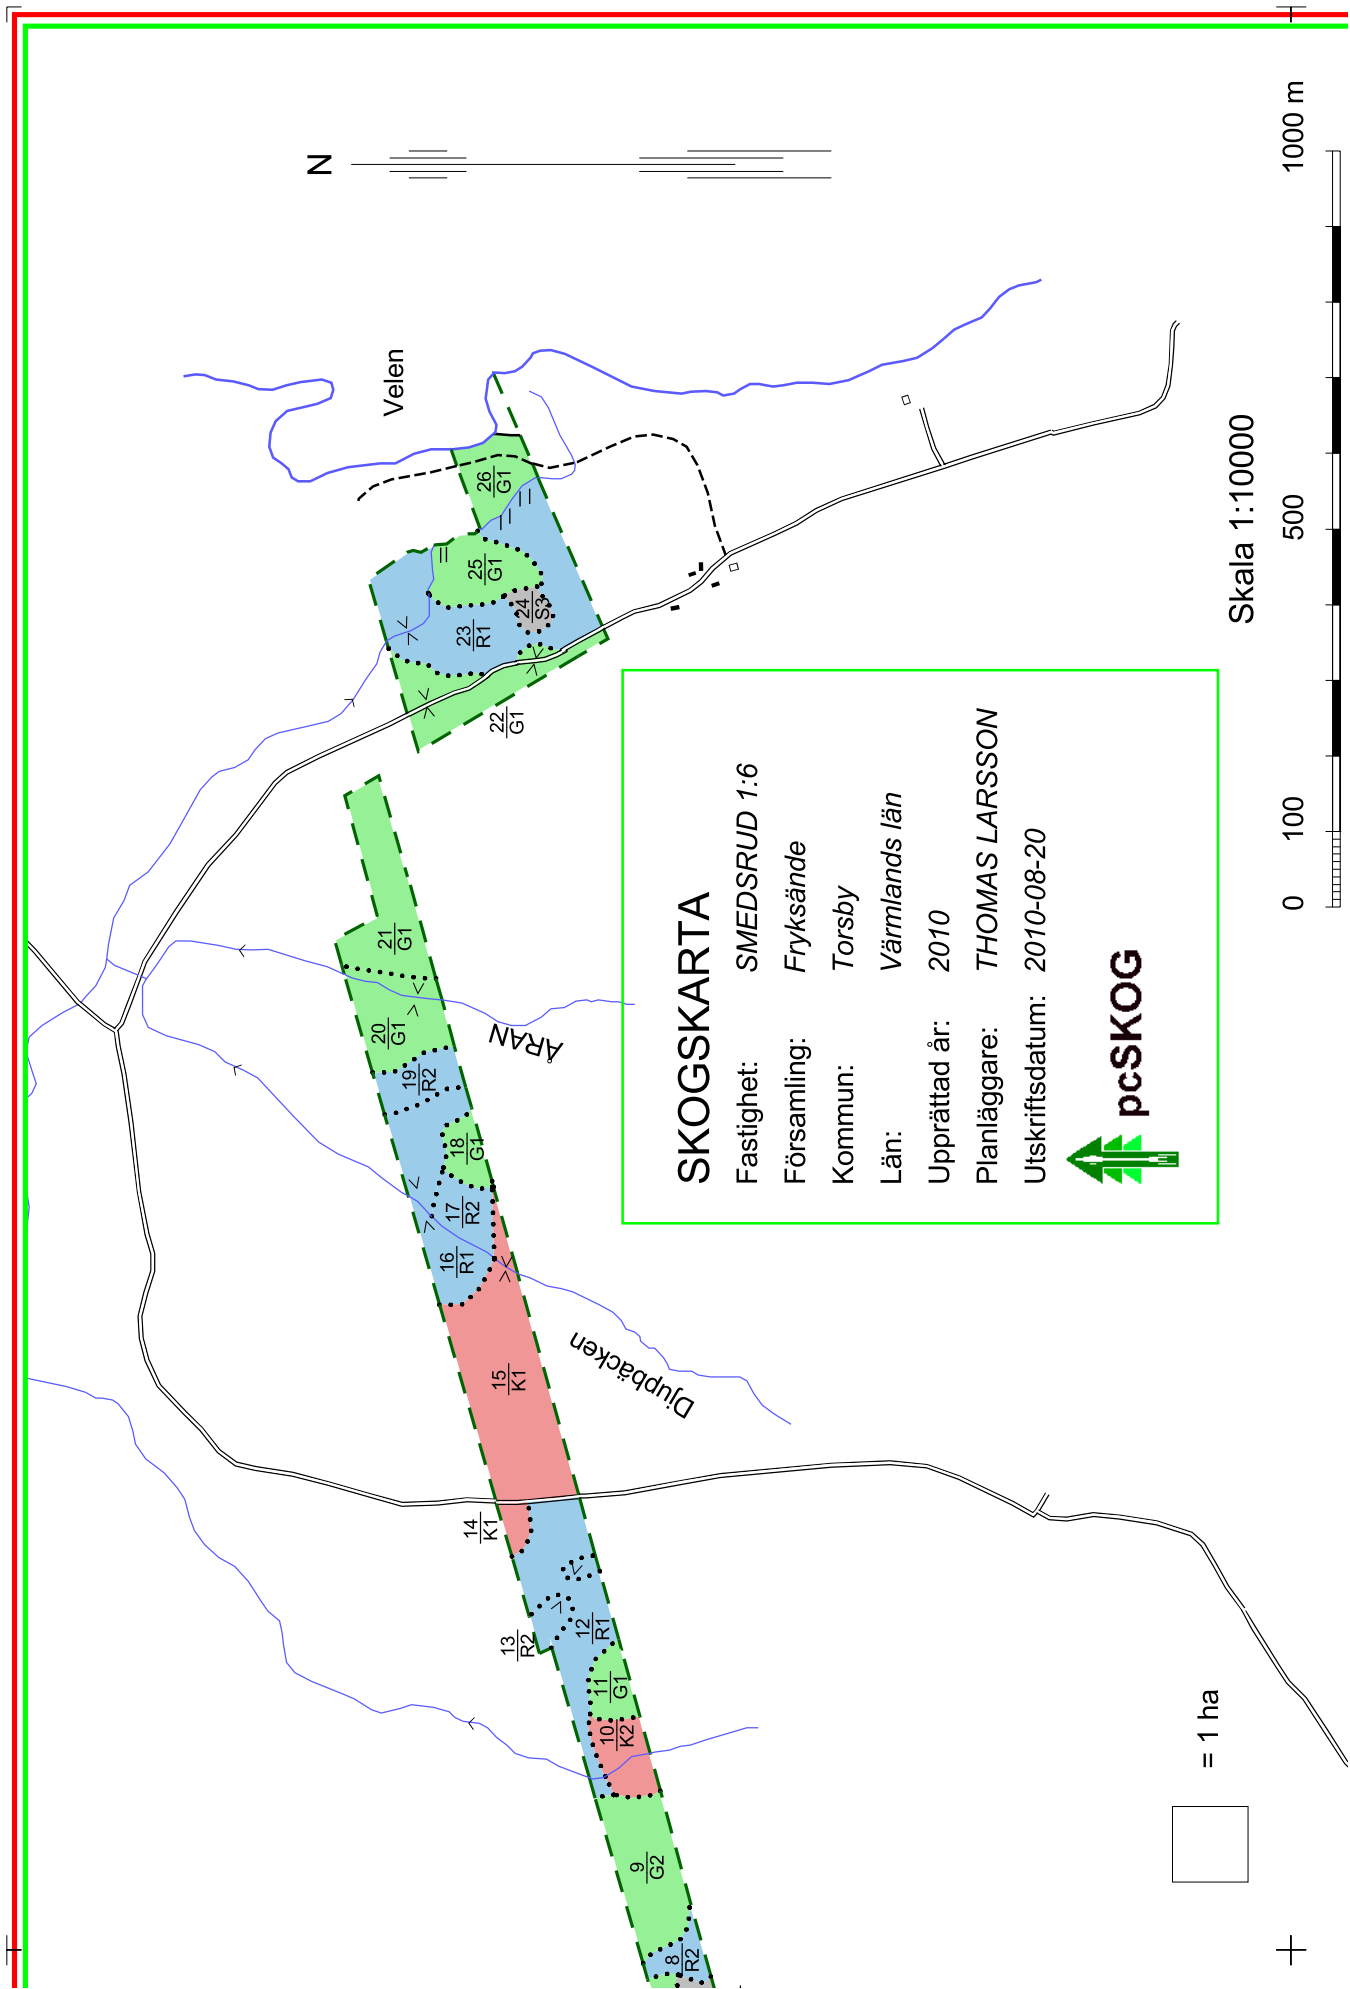 N
Velen
26
G1
25
G1
24
S3
23
R1
22
G1
21
G1
20
G1
19
R2
18
G1
17
R2
16
R1
15
K1
14
K1
13
R2
12
R1
11
G1
10
K2
9
G2
8
R2
ÅRAN
Djupbäcken
SKOGSKARTA
Fastighet: SMEDSRUD 1:6
Församling: Fryksände
Kommun: Torsby
Län: Värmlands län
Upprättad år: 2010
Planläggare: THOMAS LARSSON
Utskriftsdatum: 2010-08-20
pcSKOG
= 1 ha
Skala 1:10000
0 100 500 1000 m